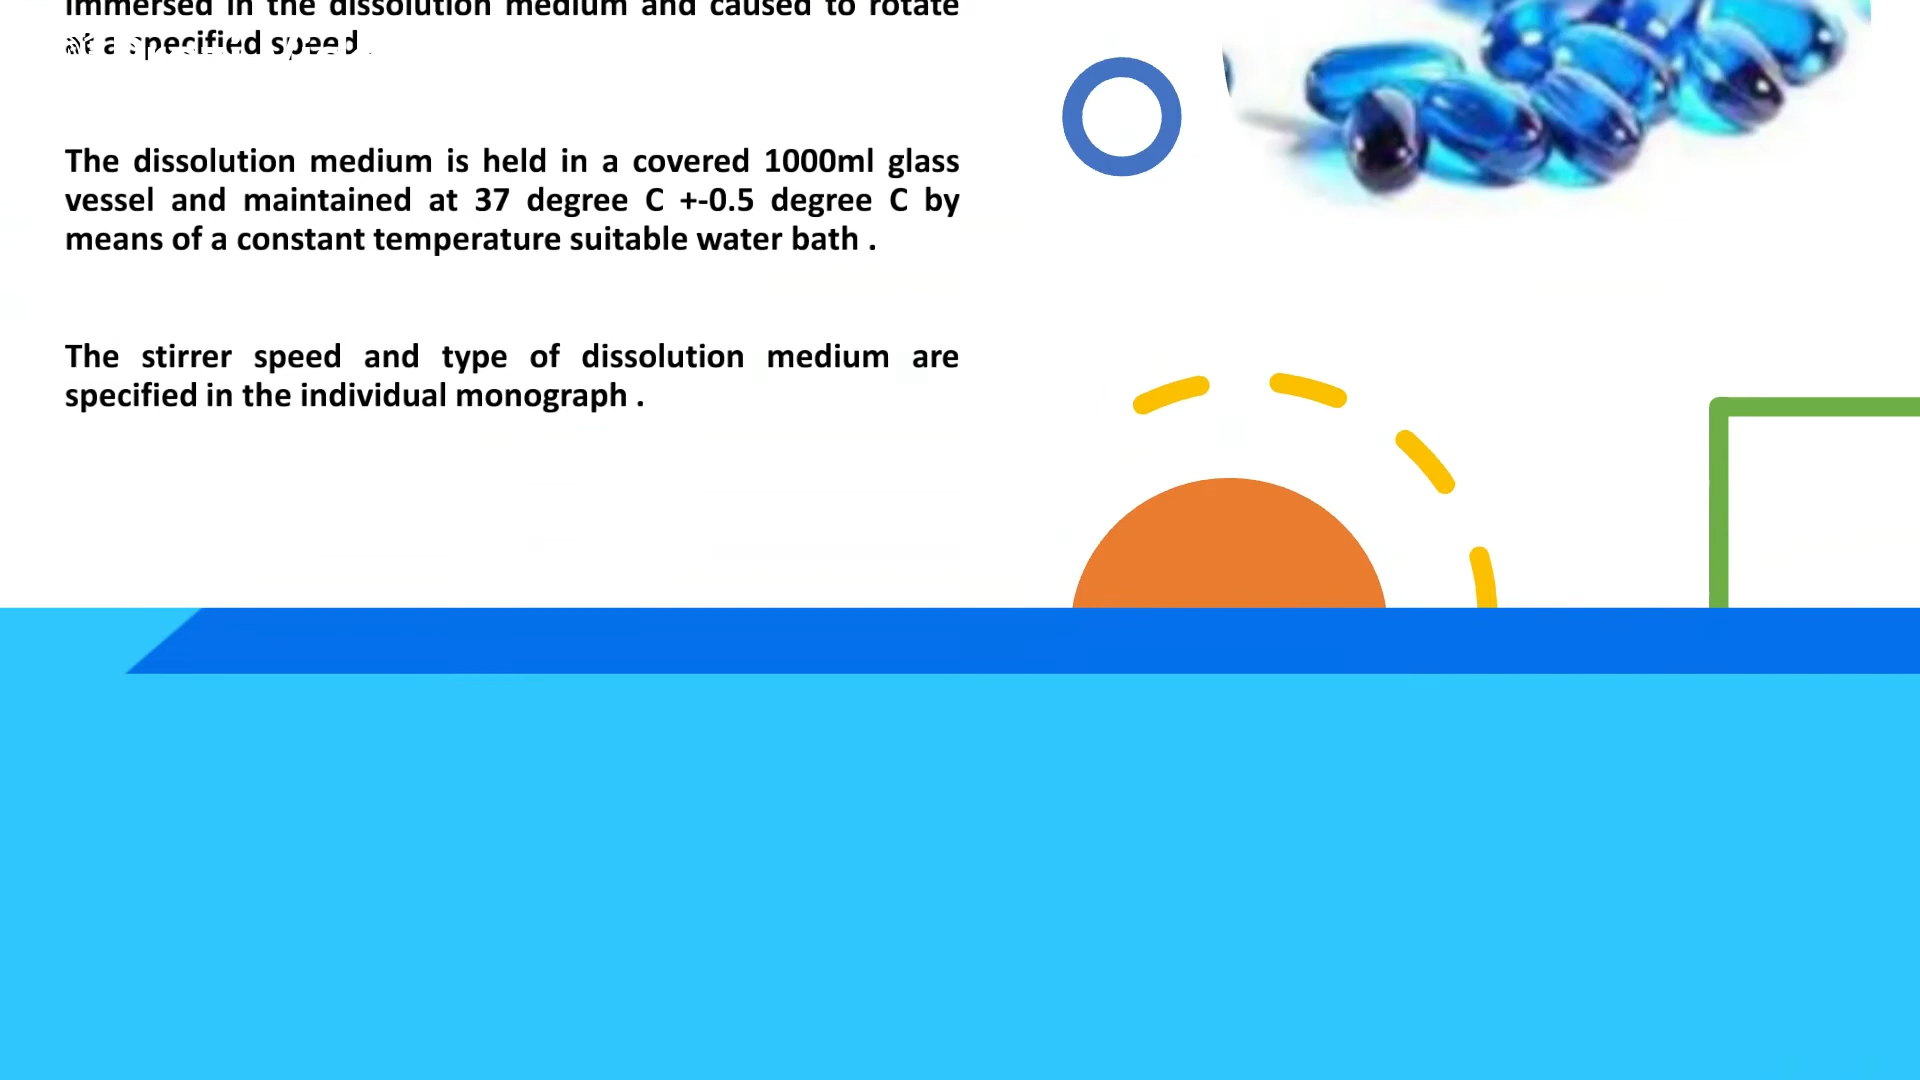 immersed in the dissolution medium and caused to rotate
at a specified speed.
The dissolution medium is held in a covered 1000ml glass
vessel and maintained at 37 degree C +-0.5 degree C by
means of a constant temperature suitable water bath .
The stirrer speed and type of dissolution medium are
specified in the individual monograph .